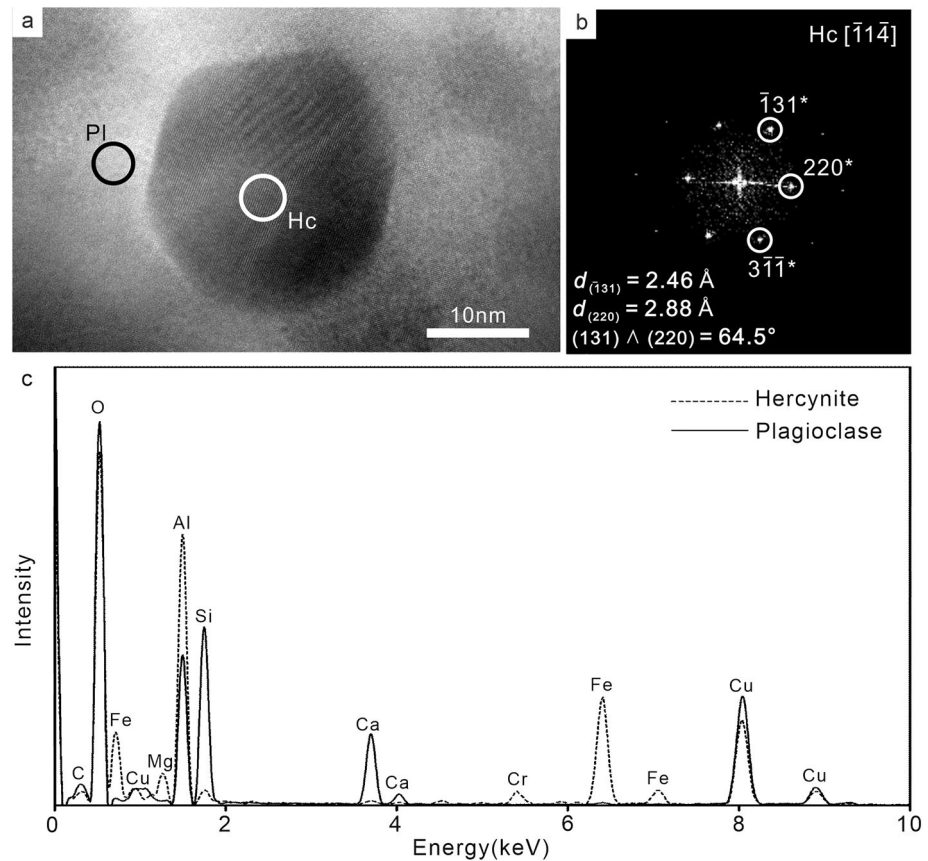 a
Pl
Hc
10nm
b
Hc [1̄14̄]
1̄31*
220*
31̄1̄*
d(1̄31) = 2.46 Å
d(220) = 2.88 Å
(131) ∧ (220) = 64.5°
c
Hercynite
Plagioclase
O
Al
Si
Fe
C
Cu
Mg
Ca
Ca
Cr
Fe
Fe
Cu
Cu
Intensity
0
2
4
6
8
10
Energy(keV)